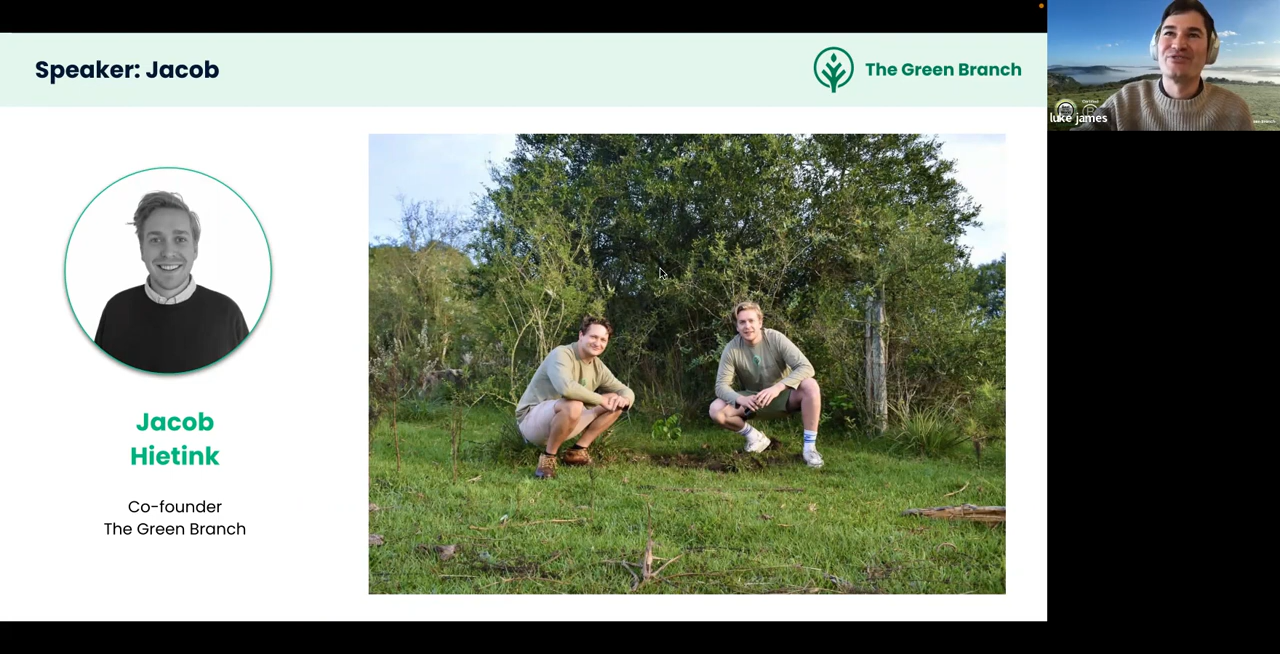 Speaker: Jacob
The Green Branch
luke james
Jacob
Hietink
Co-founder
The Green Branch